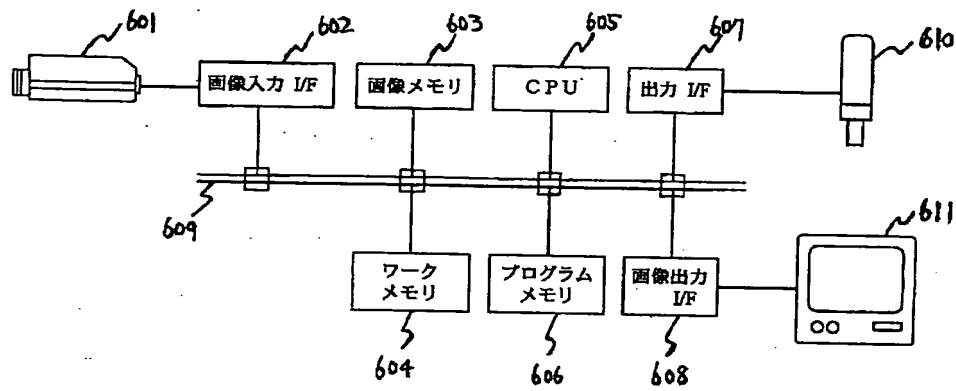 601
602
603
605
607
610
画像入力 I/F
画像メモリ
CPU
出力 I/F
609
611
ワーク
メモリ
プログラム
メモリ
画像出力
I/F
604
606
608